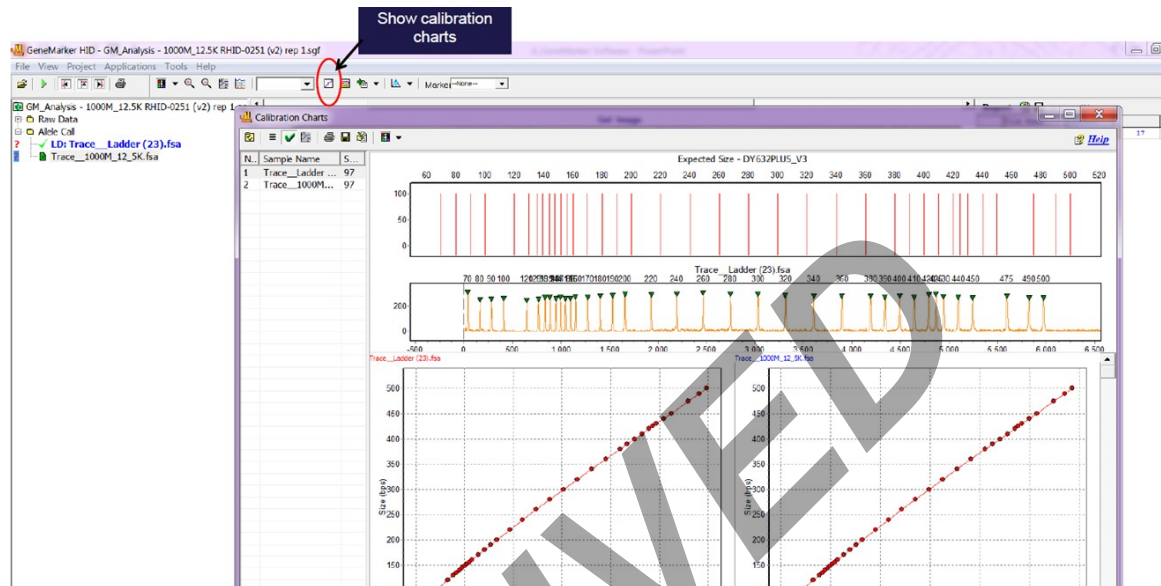 Show calibration
charts
GeneMarker HID - GM_Analysis - 1000M_12.5K RHID-0251 (v2) rep 1.sgf
File View Project Applications Tools Help
Marker --None--
GM_Analysis - 1000M_12.5K RHID-0251 (v2) rep 1
Raw Data
Allele Call
? LD: Trace__Ladder (23).fsa
Trace__1000M_12_5K.fsa
17
Calibration Charts
Help
N.. Sample Name S...
1 Trace__Ladder ... 97
2 Trace__1000M... 97
Expected Size - DY632PLUS_V3
60 80 100 120 140 160 180 200 220 240 260 280 300 320 340 360 380 400 420 440 460 480 500 520
100
50
0
Trace__Ladder (23).fsa
70 80 90 100 220 240 260 280 300 320 340 360 440 450 475 490 500
200
0
-500 0 500 1 000 1 500 2 000 2 500 3 000 3 500 4 000 4 500 5 000 5 500 6 000 6 500
Trace__Ladder (23).fsa
Trace__1000M_12_5K.fsa
500
450
400
350
300
250
200
150
Size (bps)
500
450
400
350
300
250
200
150
Size (bps)
VED